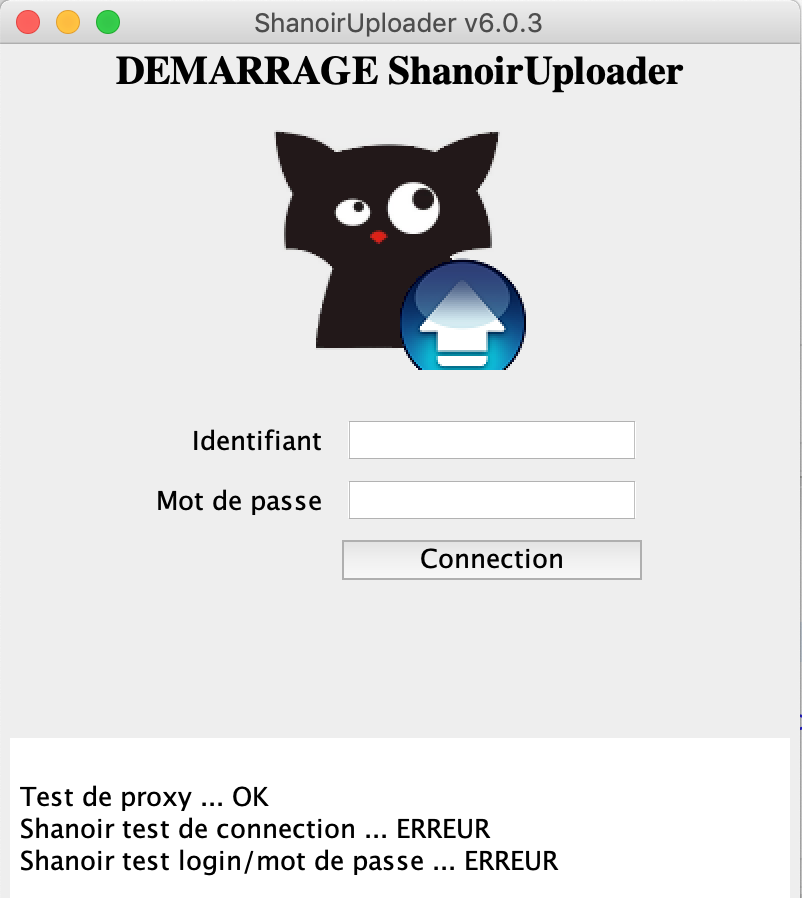 ShanoirUploader v6.0.3
DEMARRAGE ShanoirUploader
Identifiant
Mot de passe
Connection
Test de proxy ... OK
Shanoir test de connection ... ERREUR
Shanoir test login/mot de passe ... ERREUR